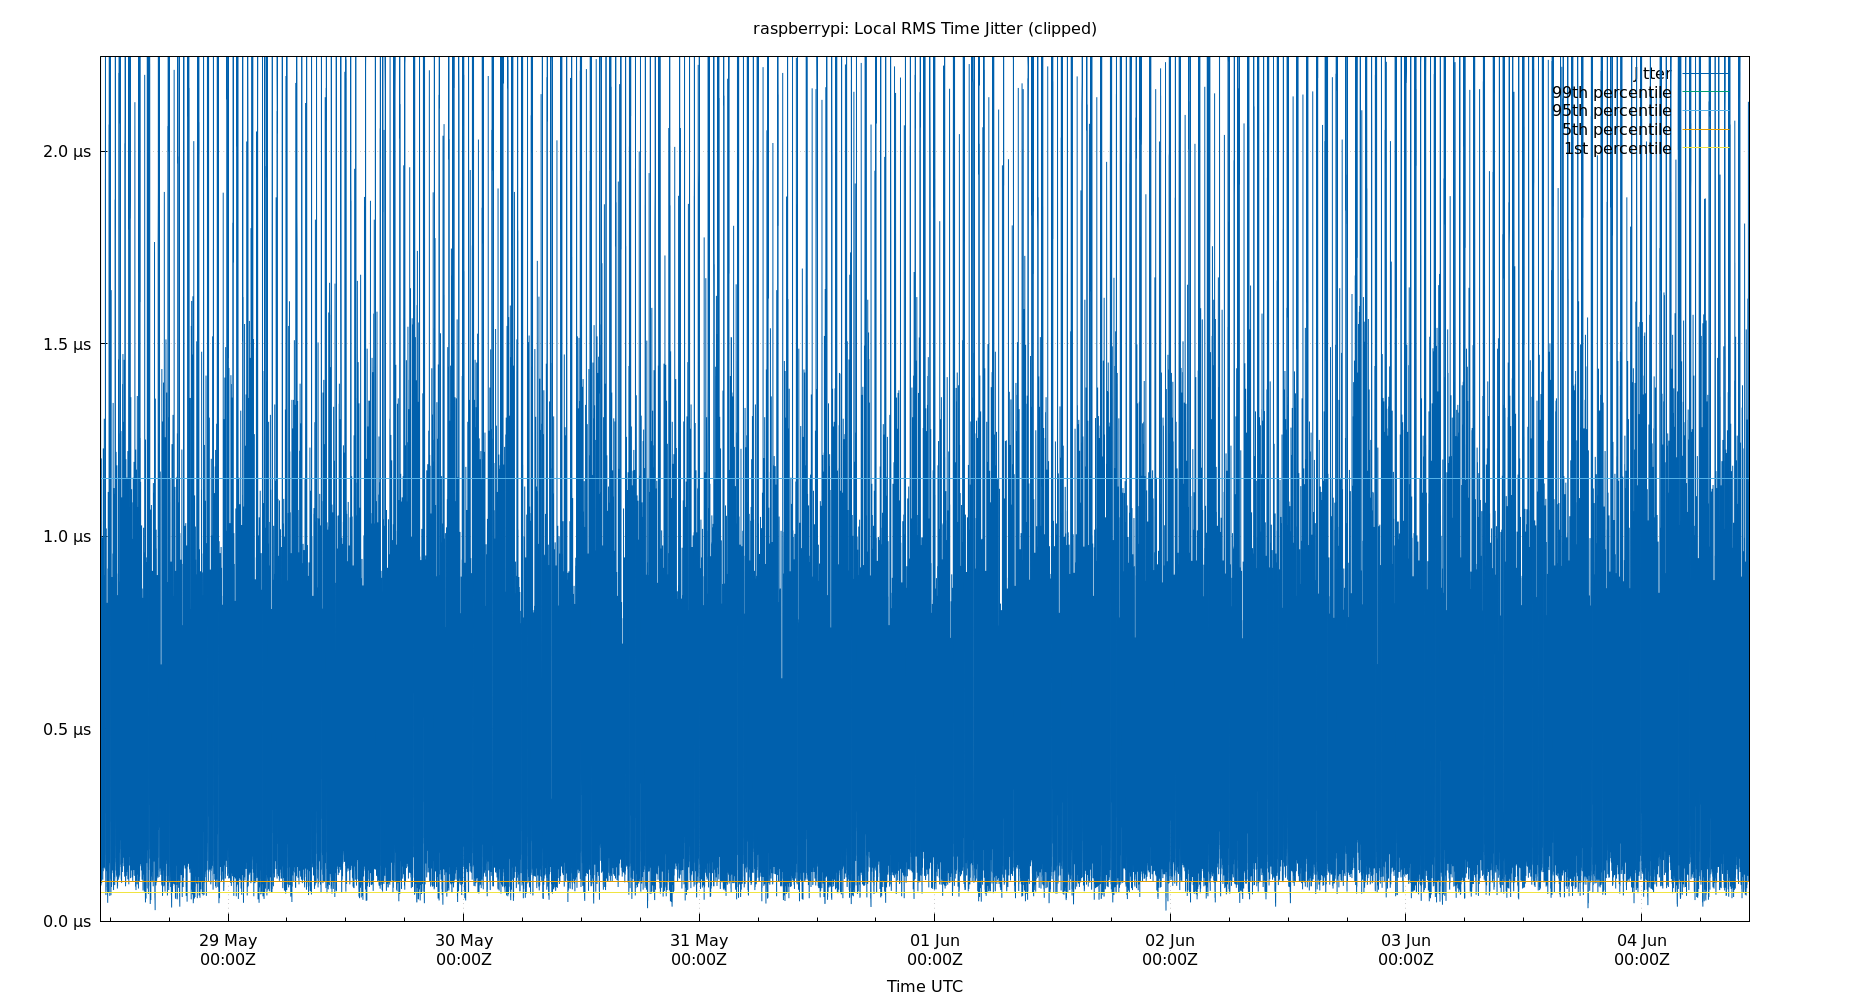 raspberrypi: Local RMS Time Jitter (clipped)
Jitter
99th percentile
95th percentile
5th percentile
1st percentile
2.0 µs
1.5 µs
1.0 µs
0.5 µs
0.0 µs
29 May 30 May 31 May 01 Jun 02 Jun 03 Jun 04 Jun
00:00Z 00:00Z 00:00Z 00:00Z 00:00Z 00:00Z 00:00Z
Time UTC